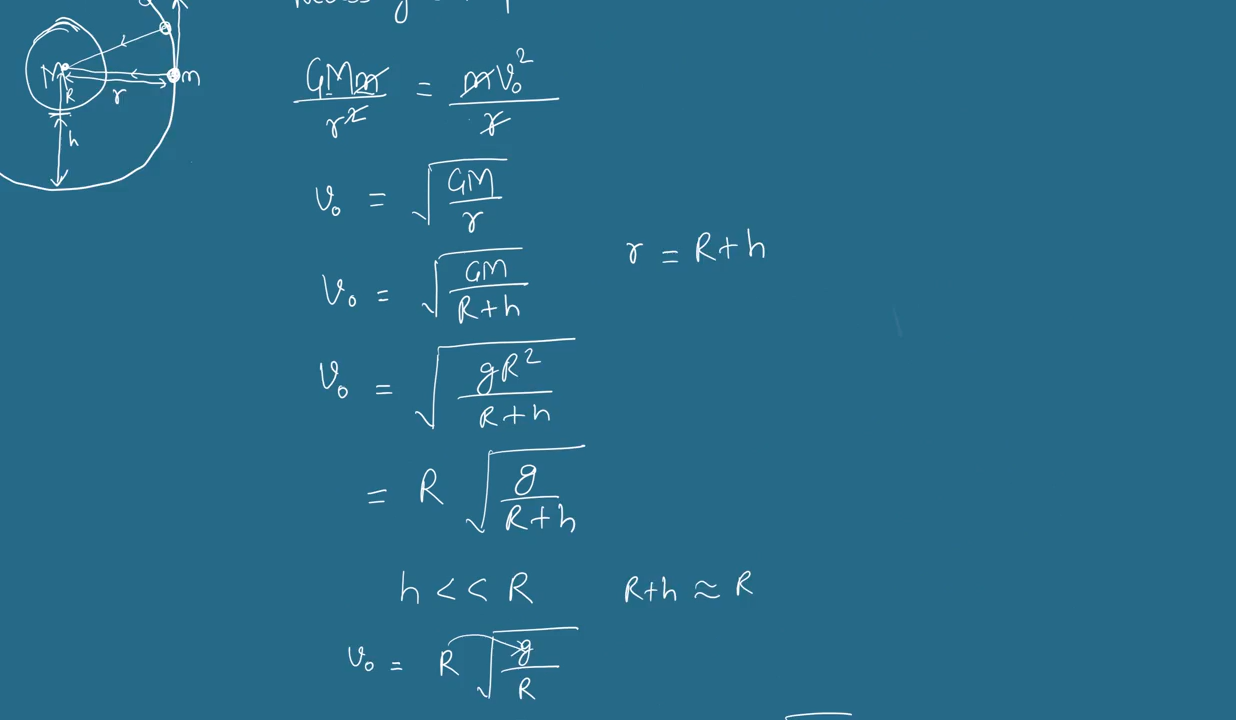 M
R
r
m
h
GMm/r² = mv₀²/r
v₀ = √(GM/r)
r = R+h
v₀ = √(GM/(R+h))
v₀ = √(gR²/(R+h))
= R √(g/(R+h))
h << R R+h ≈ R
v₀ = R √(g/R)